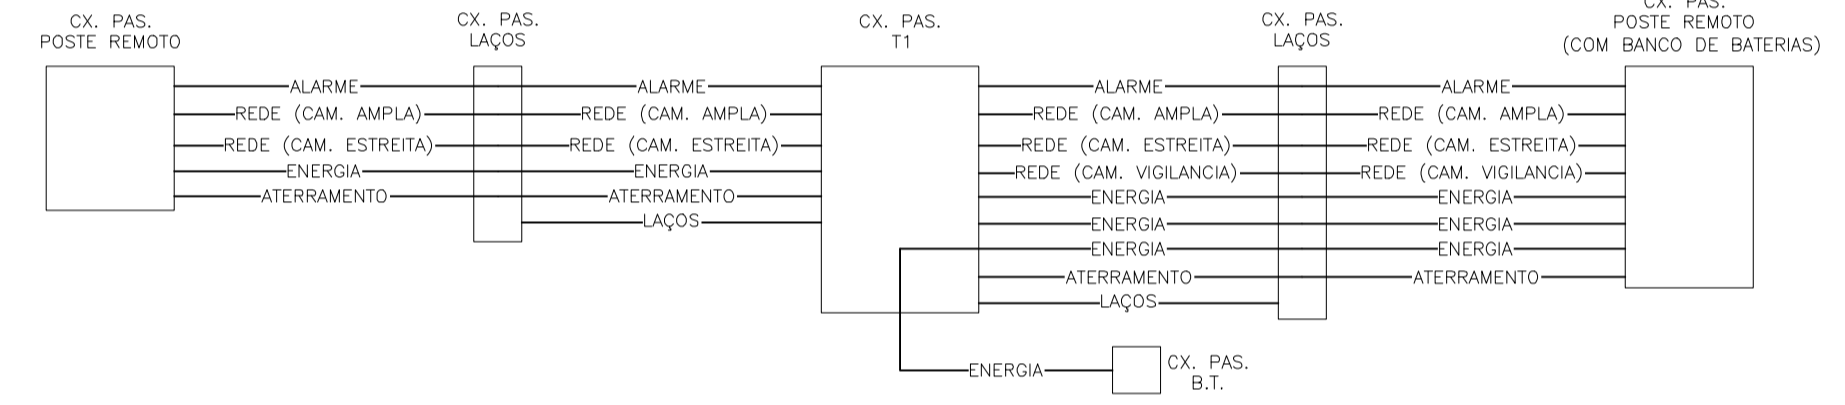 CX. PAS.
POSTE REMOTO
CX. PAS.
LAÇOS
CX. PAS.
T1
CX. PAS.
LAÇOS
CX. PAS.
POSTE REMOTO
(COM BANCO DE BATERIAS)
ALARME
ALARME
ALARME
ALARME
REDE (CAM. AMPLA)
REDE (CAM. AMPLA)
REDE (CAM. AMPLA)
REDE (CAM. AMPLA)
REDE (CAM. ESTREITA)
REDE (CAM. ESTREITA)
REDE (CAM. ESTREITA)
REDE (CAM. ESTREITA)
ENERGIA
ENERGIA
REDE (CAM. VIGILANCIA)
REDE (CAM. VIGILANCIA)
ATERRAMENTO
ATERRAMENTO
ENERGIA
ENERGIA
LAÇOS
ENERGIA
ENERGIA
ENERGIA
ENERGIA
ATERRAMENTO
ATERRAMENTO
LAÇOS
ENERGIA
CX. PAS.
B.T.